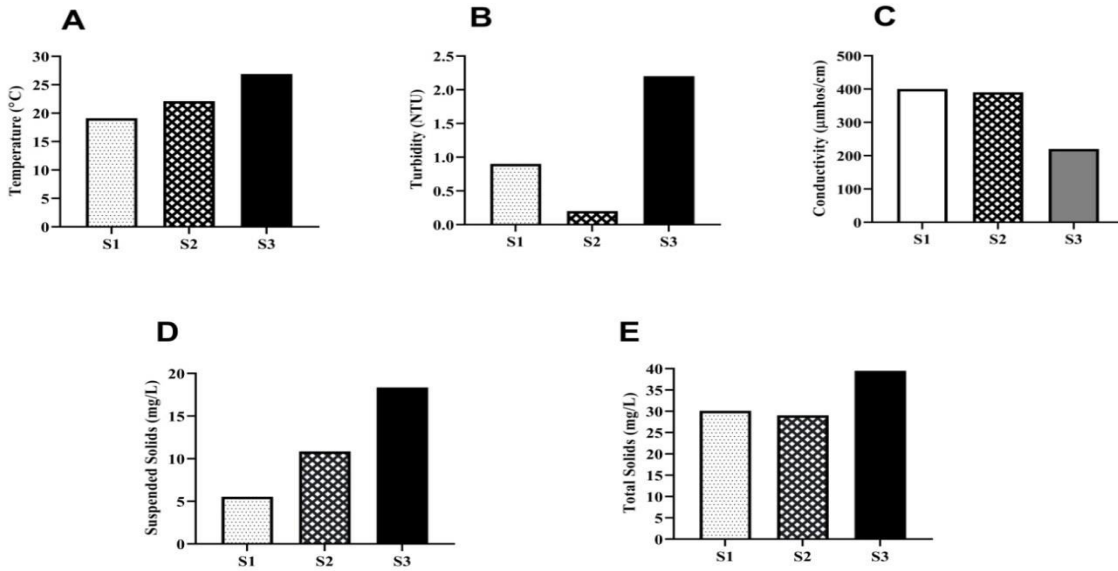 A
Temperature (°C)
30
25
20
15
10
5
0
S1 S2 S3
B
Turbidity (NTU)
2.5
2.0
1.5
1.0
0.5
0.0
S1 S2 S3
C
Conductivity (µmhos/cm)
500
400
300
200
100
0
S1 S2 S3
D
Suspended Solids (mg/L)
20
15
10
5
0
S1 S2 S3
E
Total Solids (mg/L)
40
35
30
25
30
15
10
5
0
S1 S2 S3